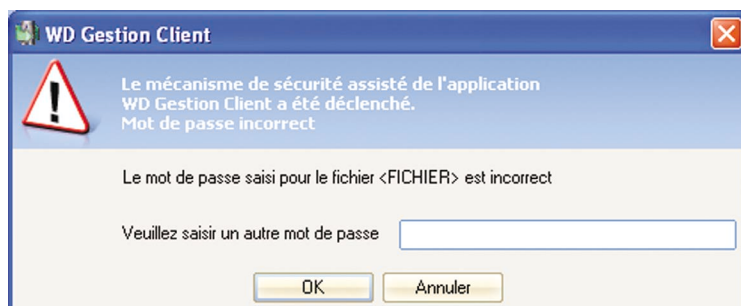 WD Gestion Client
Le mécanisme de sécurité assisté de l'application
WD Gestion Client a été déclenché.
Mot de passe incorrect
Le mot de passe saisi pour le fichier <FICHIER> est incorrect
Veuillez saisir un autre mot de passe
OK Annuler